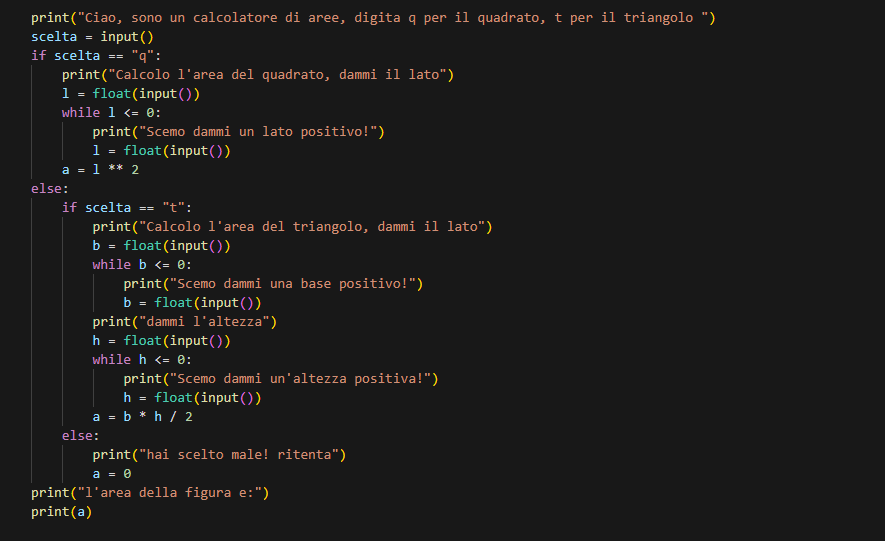 print("Ciao, sono un calcolatore di aree, digita q per il quadrato, t per il triangolo ")
scelta = input()
if scelta == "q":
    print("Calcolo l'area del quadrato, dammi il lato")
    l = float(input())
    while l <= 0:
        print("Scemo dammi un lato positivo!")
        l = float(input())
    a = l ** 2
else:
    if scelta == "t":
        print("Calcolo l'area del triangolo, dammi il lato")
        b = float(input())
        while b <= 0:
            print("Scemo dammi una base positivo!")
            b = float(input())
        print("dammi l'altezza")
        h = float(input())
        while h <= 0:
            print("Scemo dammi un'altezza positiva!")
            h = float(input())
        a = b * h / 2
    else:
        print("hai scelto male! ritenta")
        a = 0
print("l'area della figura e:")
print(a)